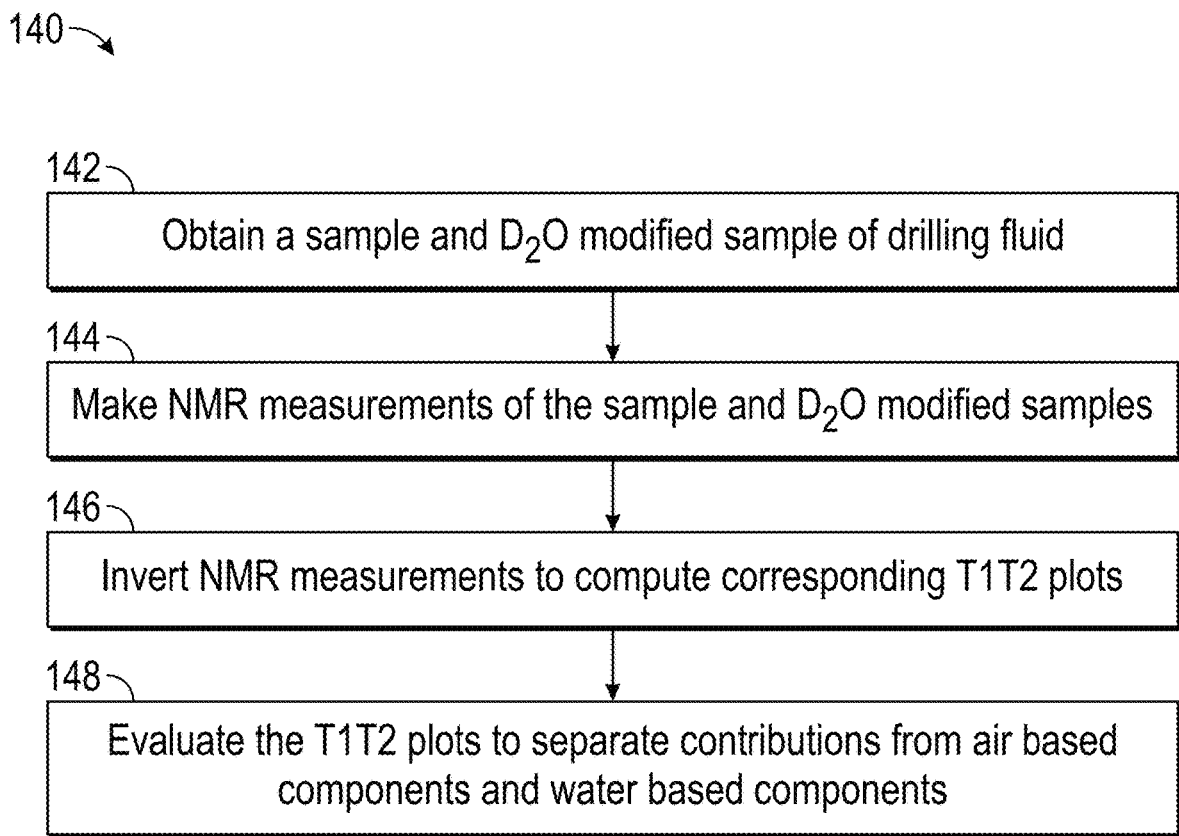 140
142
Obtain a sample and D₂O modified sample of drilling fluid
144
Make NMR measurements of the sample and D₂O modified samples
146
Invert NMR measurements to compute corresponding T1T2 plots
148
Evaluate the T1T2 plots to separate contributions from air based
components and water based components